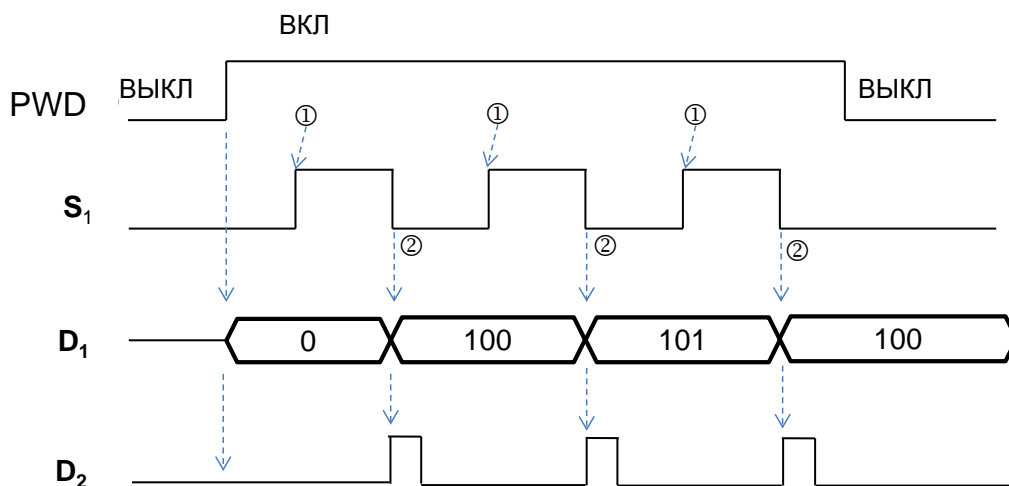 ВКЛ
ВЫКЛ
ВЫКЛ
PWD
① ① ①
S₁
② ② ②
D₁ 0 100 101 100
D₂